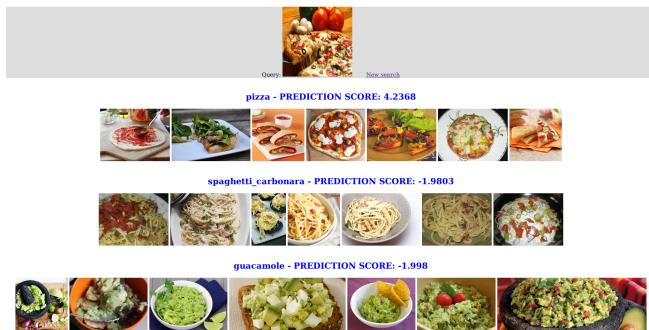 Query: New search
pizza - PREDICTION SCORE: 4.2368
spaghetti_carbonara - PREDICTION SCORE: -1.9803
guacamole - PREDICTION SCORE: -1.998